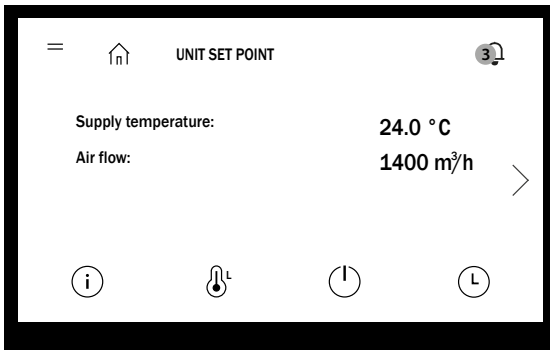 UNIT SET POINT 3
Supply temperature: 24.0 °C
Air flow: 1400 m³/h
i L L